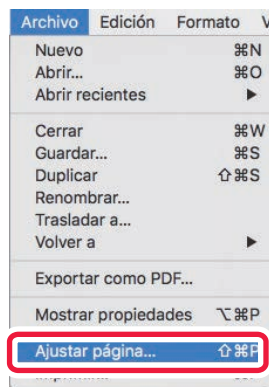 Archivo Edición Formato V
Nuevo ⌘N
Abrir... ⌘O
Abrir recientes ▶
Cerrar ⌘W
Guardar... ⌘S
Duplicar ⇧⌘S
Renombrar...
Trasladar a...
Volver a ▶
Exportar como PDF...
Mostrar propiedades ⌥⌘P
Ajustar página... ⇧⌘P